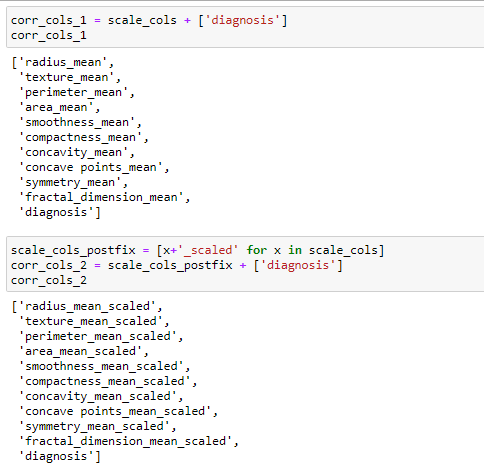 corr_cols_1 = scale_cols + ['diagnosis']
corr_cols_1
['radius_mean',
'texture_mean',
'perimeter_mean',
'area_mean',
'smoothness_mean',
'compactness_mean',
'concavity_mean',
'concave points_mean',
'symmetry_mean',
'fractal_dimension_mean',
'diagnosis']
scale_cols_postfix = [x+'_scaled' for x in scale_cols]
corr_cols_2 = scale_cols_postfix + ['diagnosis']
corr_cols_2
['radius_mean_scaled',
'texture_mean_scaled',
'perimeter_mean_scaled',
'area_mean_scaled',
'smoothness_mean_scaled',
'compactness_mean_scaled',
'concavity_mean_scaled',
'concave points_mean_scaled',
'symmetry_mean_scaled',
'fractal_dimension_mean_scaled',
'diagnosis']